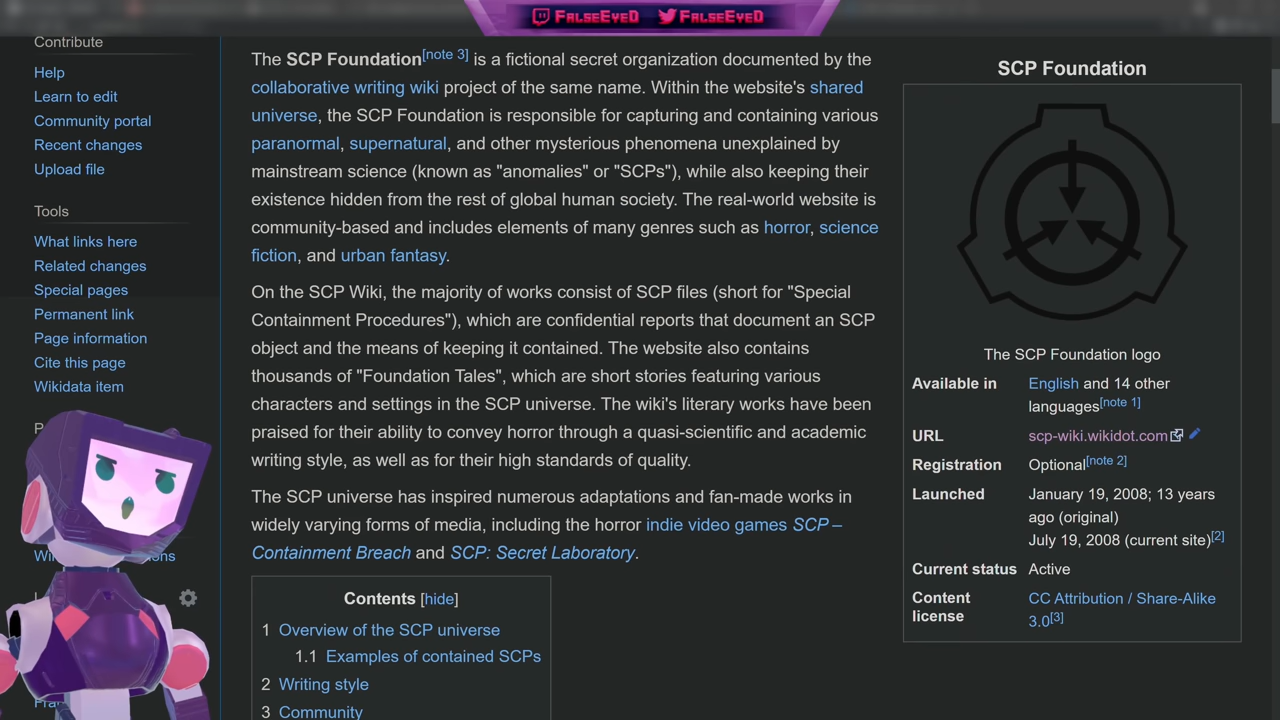 FalseEyeD FalseEyeD
Contribute
Help
Learn to edit
Community portal
Recent changes
Upload file
Tools
What links here
Related changes
Special pages
Permanent link
Page information
Cite this page
Wikidata item
The SCP Foundation[note 3] is a fictional secret organization documented by the
collaborative writing wiki project of the same name. Within the website's shared
universe, the SCP Foundation is responsible for capturing and containing various
paranormal, supernatural, and other mysterious phenomena unexplained by
mainstream science (known as "anomalies" or "SCPs"), while also keeping their
existence hidden from the rest of global human society. The real-world website is
community-based and includes elements of many genres such as horror, science
fiction, and urban fantasy.
On the SCP Wiki, the majority of works consist of SCP files (short for "Special
Containment Procedures"), which are confidential reports that document an SCP
object and the means of keeping it contained. The website also contains
thousands of "Foundation Tales", which are short stories featuring various
characters and settings in the SCP universe. The wiki's literary works have been
praised for their ability to convey horror through a quasi-scientific and academic
writing style, as well as for their high standards of quality.
The SCP universe has inspired numerous adaptations and fan-made works in
widely varying forms of media, including the horror indie video games SCP –
Containment Breach and SCP: Secret Laboratory.
Contents [hide]
1 Overview of the SCP universe
1.1 Examples of contained SCPs
2 Writing style
3 Community
SCP Foundation
The SCP Foundation logo
Available in English and 14 other
languages[note 1]
URL scp-wiki.wikidot.com
Registration Optional[note 2]
Launched January 19, 2008; 13 years
ago (original)
July 19, 2008 (current site)[2]
Current status Active
Content CC Attribution / Share-Alike
license 3.0[3]